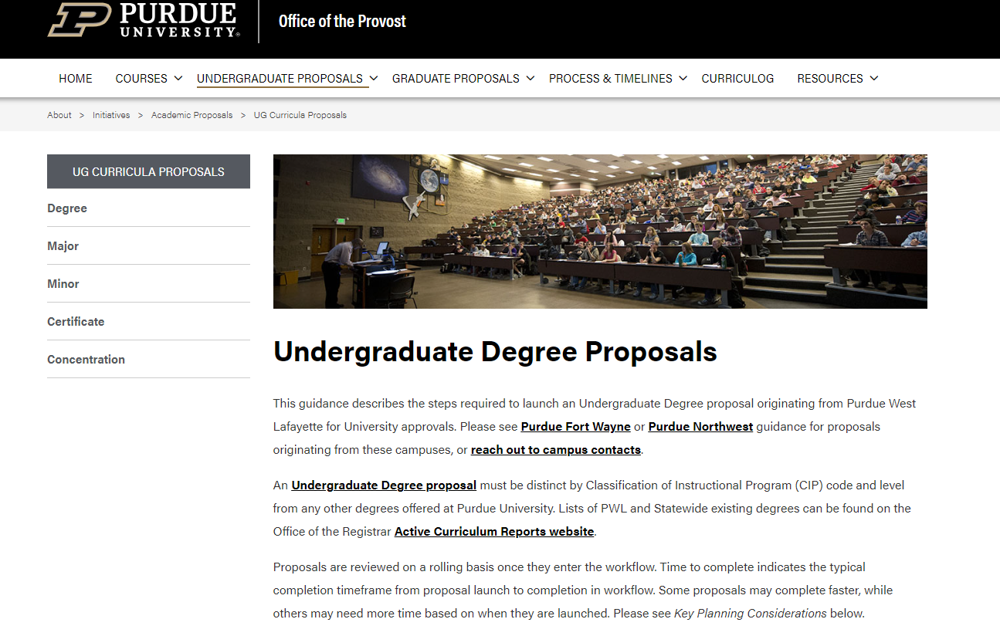 PURDUE
UNIVERSITY®
Office of the Provost
HOME COURSES UNDERGRADUATE PROPOSALS GRADUATE PROPOSALS PROCESS & TIMELINES CURRICULOG RESOURCES
About > Initiatives > Academic Proposals > UG Curricula Proposals
UG CURRICULA PROPOSALS
Degree
Major
Minor
Certificate
Concentration
Undergraduate Degree Proposals
This guidance describes the steps required to launch an Undergraduate Degree proposal originating from Purdue West
Lafayette for University approvals. Please see Purdue Fort Wayne or Purdue Northwest guidance for proposals
originating from these campuses, or reach out to campus contacts.
An Undergraduate Degree proposal must be distinct by Classification of Instructional Program (CIP) code and level
from any other degrees offered at Purdue University. Lists of PWL and Statewide existing degrees can be found on the
Office of the Registrar Active Curriculum Reports website.
Proposals are reviewed on a rolling basis once they enter the workflow. Time to complete indicates the typical
completion timeframe from proposal launch to completion in workflow. Some proposals may complete faster, while
others may need more time based on when they are launched. Please see Key Planning Considerations below.